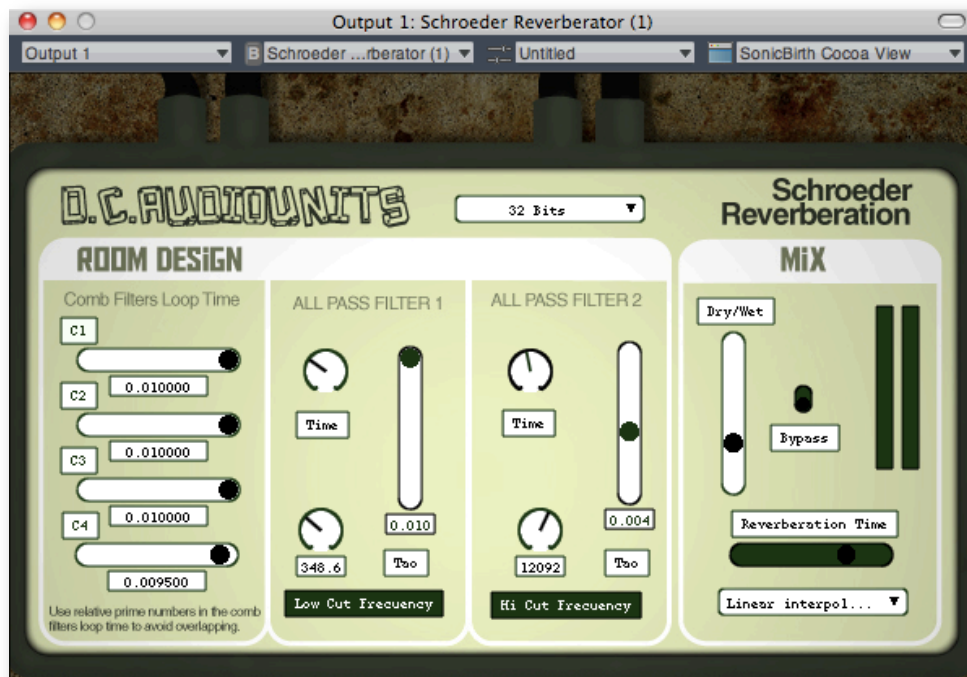 Output 1: Schroeder Reverberator (1)
Output 1
B
Schroeder ...rberator (1)
Untitled
SonicBirth Cocoa View
D.C.AUDIOUNITS
32 Bits
Schroeder
Reverberation
ROOM DESiGN
MiX
Comb Filters Loop Time
C1
0.010000
C2
0.010000
C3
0.010000
C4
0.009500
Use relative prime numbers in the comb
filters loop time to avoid overlapping.
ALL PASS FILTER 1
Time
348.6
0.010
Tao
Low Cut Frecuency
ALL PASS FILTER 2
Time
12092
0.004
Tao
Hi Cut Frecuency
Dry/Wet
Bypass
Reverberation Time
Linear interpol...